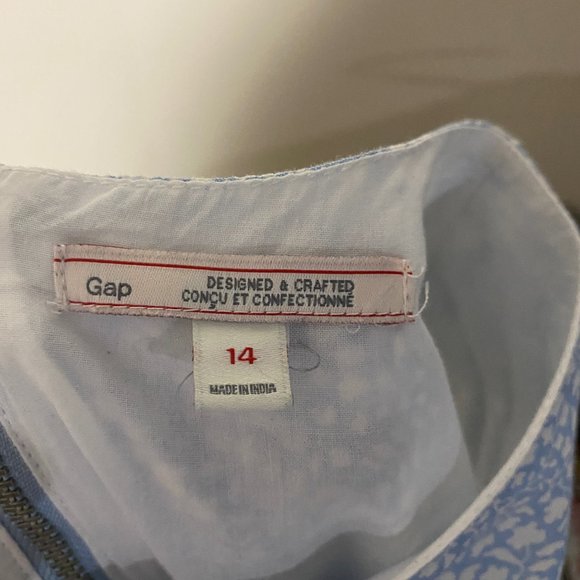 Gap
DESIGNED & CRAFTED
CONÇU ET CONFECTIONNÉ
14
MADE IN INDIA